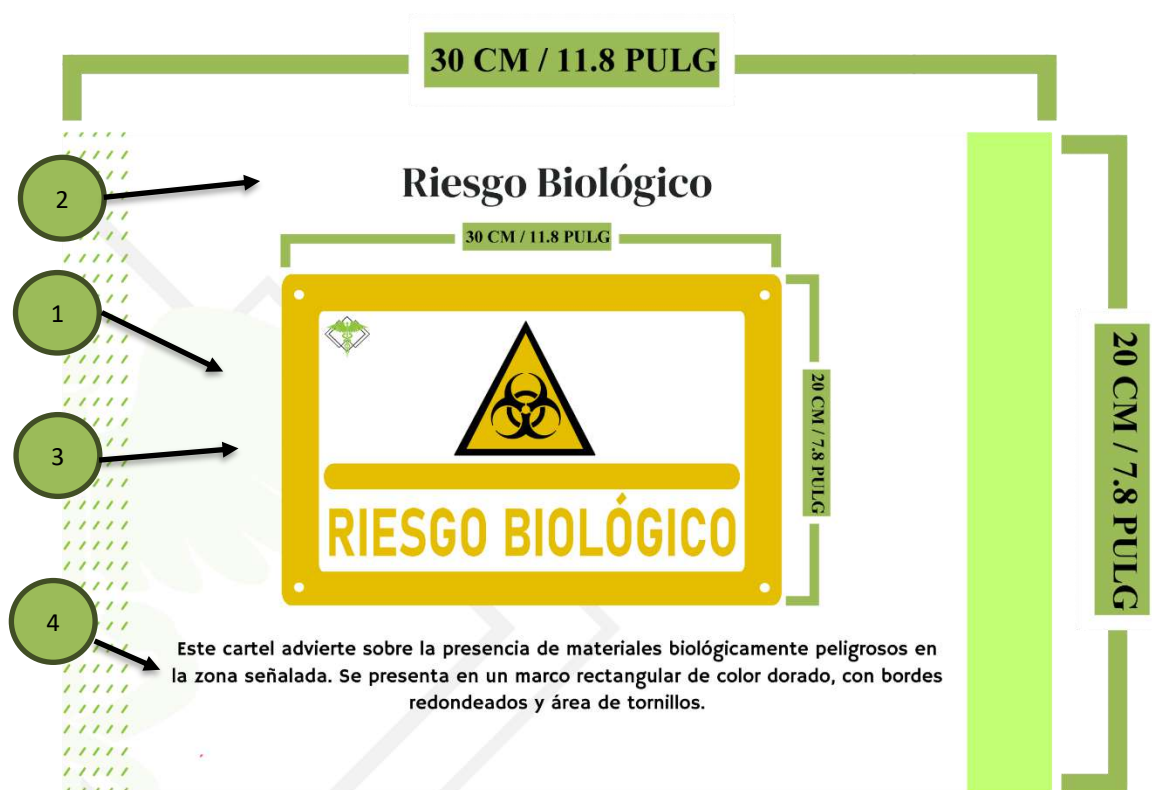 30 CM / 11.8 PULG
2
Riesgo Biológico
30 CM / 11.8 PULG
1
3
20 CM / 7.8 PULG
20 CM / 7.8 PULG
RIESGO BIOLÓGICO
4
Este cartel advierte sobre la presencia de materiales biológicamente peligrosos en
la zona señalada. Se presenta en un marco rectangular de color dorado, con bordes
redondeados y área de tornillos.